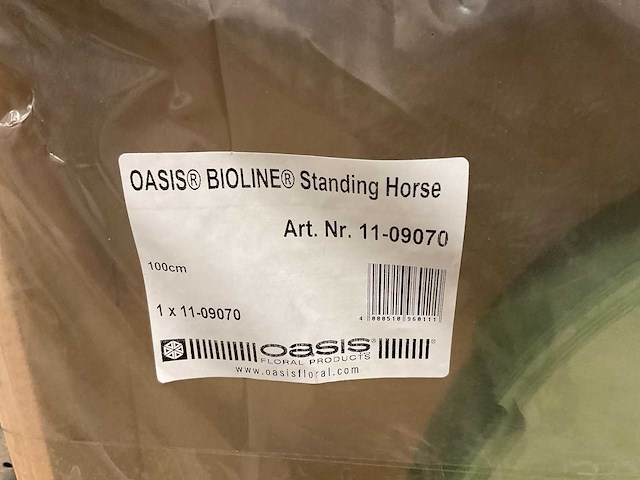 OASIS® BIOLINE® Standing Horse
Art. Nr. 11-09070
100cm
1 x 11-09070
oasis®
FLORAL PRODUCTS
www.oasisfloral.com